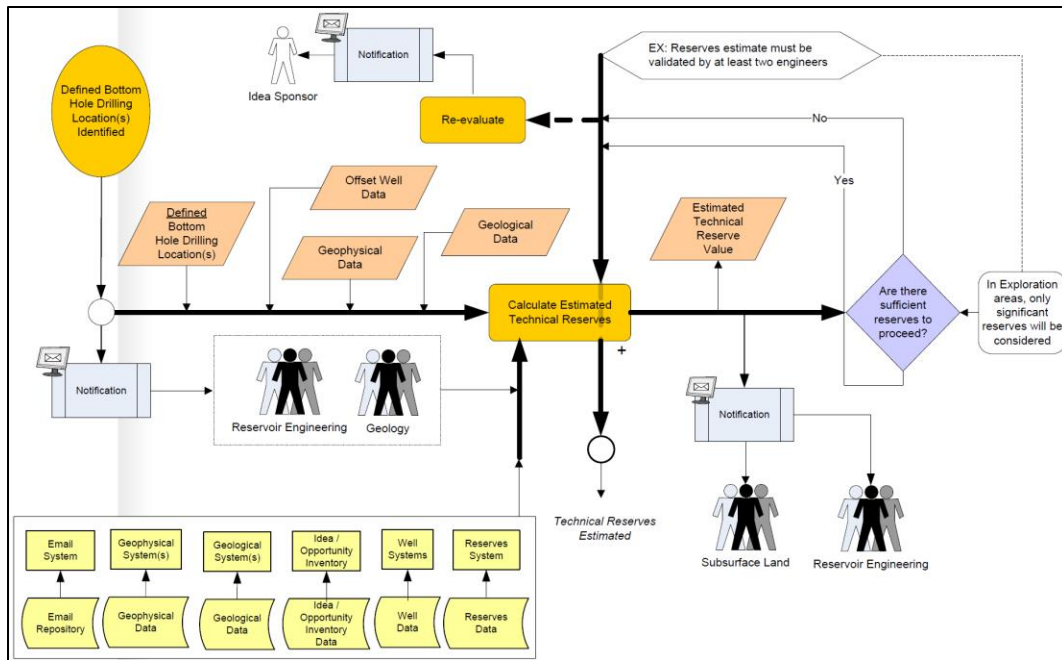 Defined Bottom
Hole Drilling
Location(s)
Identified
Notification
Idea Sponsor
EX: Reserves estimate must be
validated by at least two engineers
Re-evaluate
No
Yes
Defined
Bottom
Hole Drilling
Location(s)
Offset Well
Data
Geophysical
Data
Geological
Data
Estimated
Technical
Reserve
Value
Calculate Estimated
Technical Reserves
+
Are there
sufficient
reserves to
proceed?
In Exploration
areas, only
significant
reserves will be
considered
Notification
Reservoir Engineering
Geology
Notification
Technical Reserves
Estimated
Subsurface Land
Reservoir Engineering
Email
System
Geophysical
System(s)
Geological
System(s)
Idea /
Opportunity
Inventory
Well
Systems
Reserves
System
Email
Repository
Geophysical
Data
Geological
Data
Idea /
Opportunity
Inventory
Data
Well
Data
Reserves
Data